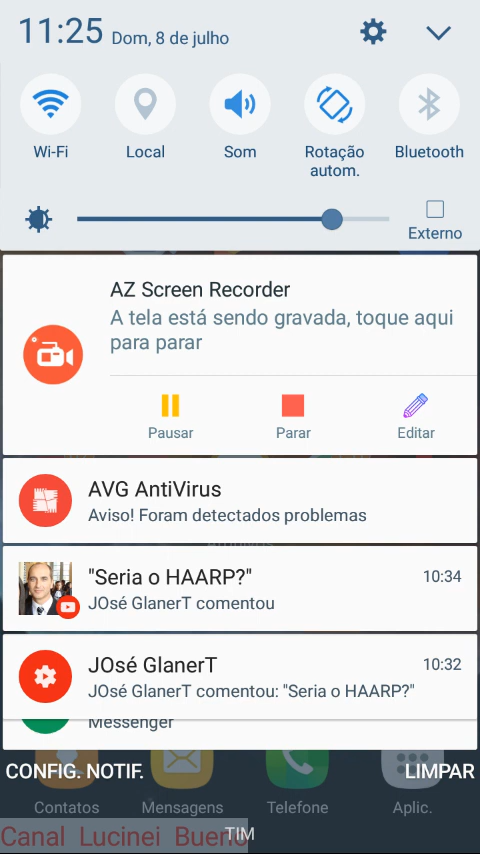 11:25 Dom, 8 de julho
Wi-Fi Local Som Rotação autom. Bluetooth
Externo
AZ Screen Recorder
A tela está sendo gravada, toque aqui
para parar
Pausar Parar Editar
AVG AntiVirus
Aviso! Foram detectados problemas
"Seria o HAARP?" 10:34
JOsé GlanerT comentou
JOsé GlanerT 10:32
JOsé GlanerT comentou: "Seria o HAARP?"
Messenger
CONFIG. NOTIF. LIMPAR
Contatos Mensagens Telefone Aplic.
Canal Lucinei Bueno
TIM